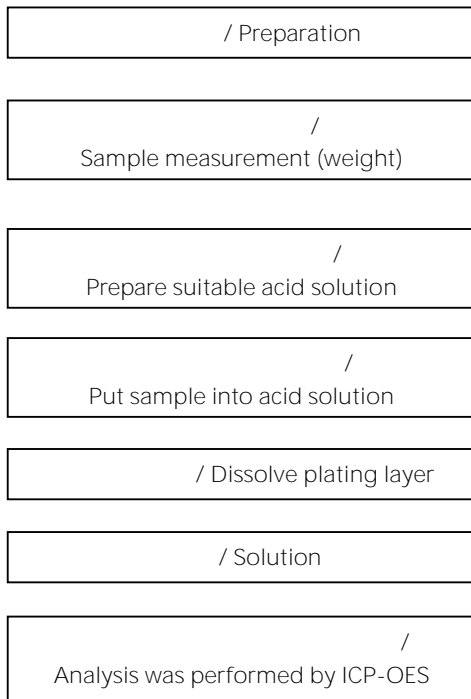 / Preparation
/
Sample measurement (weight)
/
Prepare suitable acid solution
/
Put sample into acid solution
/ Dissolve plating layer
/ Solution
/
Analysis was performed by ICP-OES